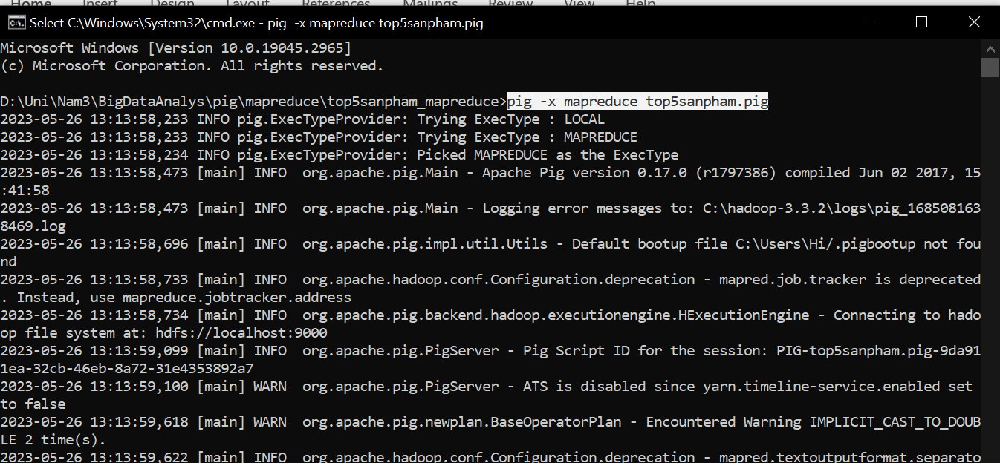 Home Insert Design Layout References Mailings Review View Help
Select C:\Windows\System32\cmd.exe - pig  -x mapreduce top5sanpham.pig
Microsoft Windows [Version 10.0.19045.2965]
(c) Microsoft Corporation. All rights reserved.
D:\Uni\Nam3\BigDataAnalys\pig\mapreduce\top5sanpham_mapreduce>pig -x mapreduce top5sanpham.pig
2023-05-26 13:13:58,233 INFO pig.ExecTypeProvider: Trying ExecType : LOCAL
2023-05-26 13:13:58,233 INFO pig.ExecTypeProvider: Trying ExecType : MAPREDUCE
2023-05-26 13:13:58,234 INFO pig.ExecTypeProvider: Picked MAPREDUCE as the ExecType
2023-05-26 13:13:58,473 [main] INFO  org.apache.pig.Main - Apache Pig version 0.17.0 (r1797386) compiled Jun 02 2017, 15
:41:58
2023-05-26 13:13:58,473 [main] INFO  org.apache.pig.Main - Logging error messages to: C:\hadoop-3.3.2\logs\pig_168508163
8469.log
2023-05-26 13:13:58,696 [main] INFO  org.apache.pig.impl.util.Utils - Default bootup file C:\Users\Hi/.pigbootup not fou
nd
2023-05-26 13:13:58,733 [main] INFO  org.apache.hadoop.conf.Configuration.deprecation - mapred.job.tracker is deprecated
. Instead, use mapreduce.jobtracker.address
2023-05-26 13:13:58,734 [main] INFO  org.apache.pig.backend.hadoop.executionengine.HExecutionEngine - Connecting to hado
op file system at: hdfs://localhost:9000
2023-05-26 13:13:59,099 [main] INFO  org.apache.pig.PigServer - Pig Script ID for the session: PIG-top5sanpham.pig-9da91
1ea-32cb-46eb-8a72-31e4353892a7
2023-05-26 13:13:59,100 [main] WARN  org.apache.pig.PigServer - ATS is disabled since yarn.timeline-service.enabled set
to false
2023-05-26 13:13:59,618 [main] WARN  org.apache.pig.newplan.BaseOperatorPlan - Encountered Warning IMPLICIT_CAST_TO_DOUB
LE 2 time(s).
2023-05-26 13:13:59,622 [main] INFO  org.apache.hadoop.conf.Configuration.deprecation - mapred.textoutputformat.separato